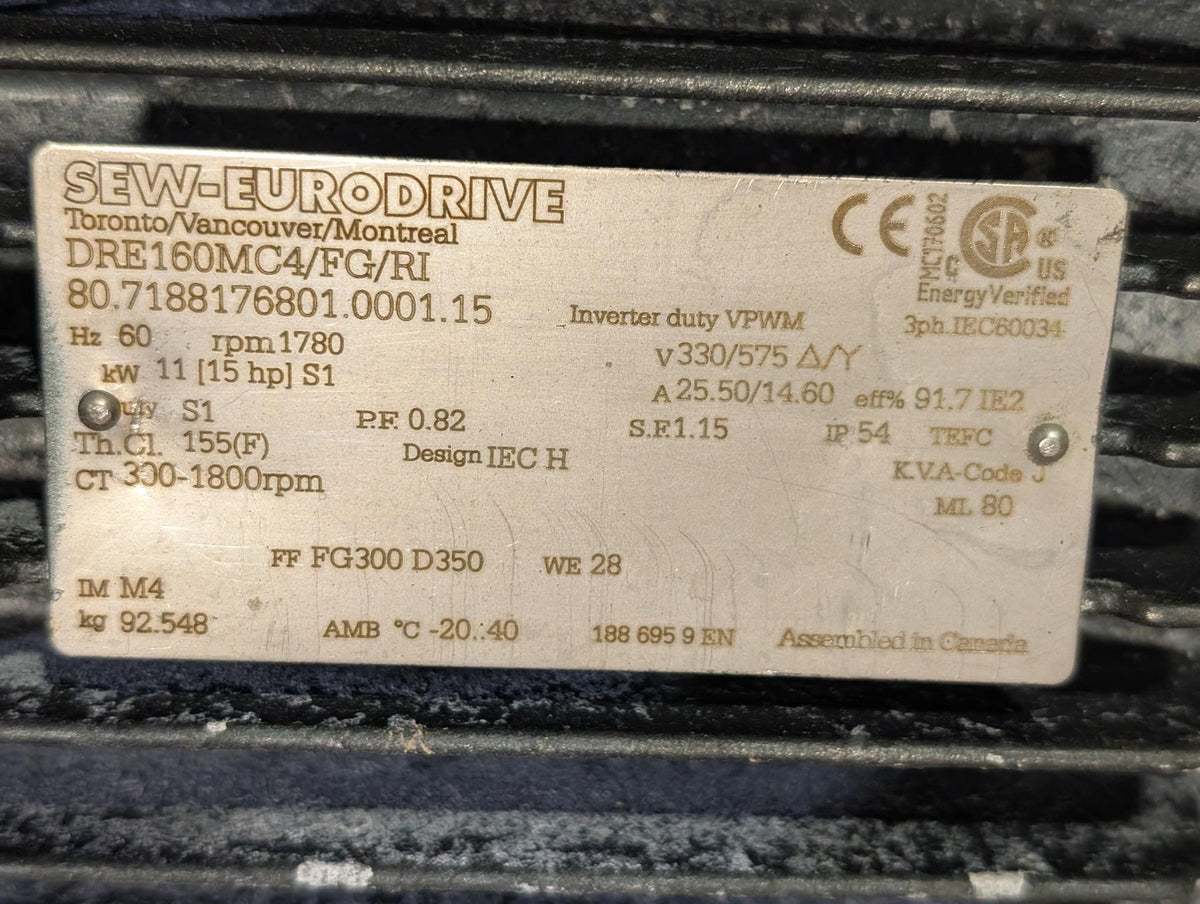 SEW-EURODRIVE
Toronto/Vancouver/Montreal
DRE160MC4/FG/RI
80.7188176801.0001.15
Inverter duty VPWM
CE
MC170602
CSA
C US
Energy Verified
3ph.IEC60034
Hz 60 rpm 1780
V 330/575 Δ/Y
kW 11 [15 hp] S1
A 25.50/14.60 eff% 91.7 IE2
S1 P.F. 0.82
S.F. 1.15 IP 54 TEFC
Th.Cl. 155(F) Design IEC H
K.V.A-Code J
CT 300-1800rpm
ML 80
FF FG300 D350 WE 28
IM M4
kg 92.548 AMB °C -20..40 188 695 9 EN Assembled in Canada